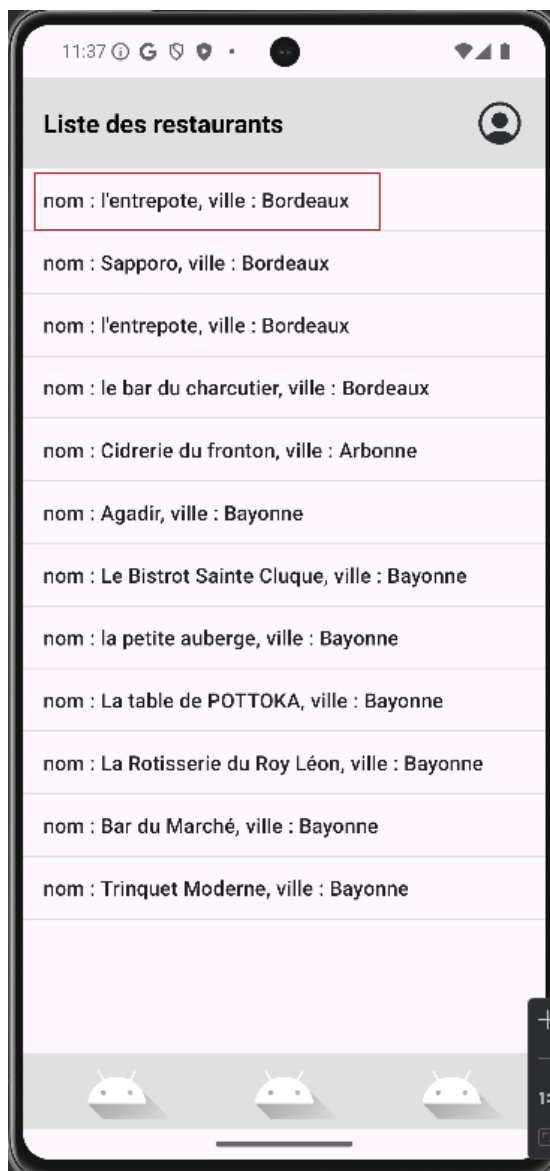 11:37
Liste des restaurants
nom : l'entrepote, ville : Bordeaux
nom : Sapporo, ville : Bordeaux
nom : l'entrepote, ville : Bordeaux
nom : le bar du charcutier, ville : Bordeaux
nom : Cidrerie du fronton, ville : Arbonne
nom : Agadir, ville : Bayonne
nom : Le Bistrot Sainte Cluque, ville : Bayonne
nom : la petite auberge, ville : Bayonne
nom : La table de POTTOKA, ville : Bayonne
nom : La Rotisserie du Roy Léon, ville : Bayonne
nom : Bar du Marché, ville : Bayonne
nom : Trinquet Moderne, ville : Bayonne